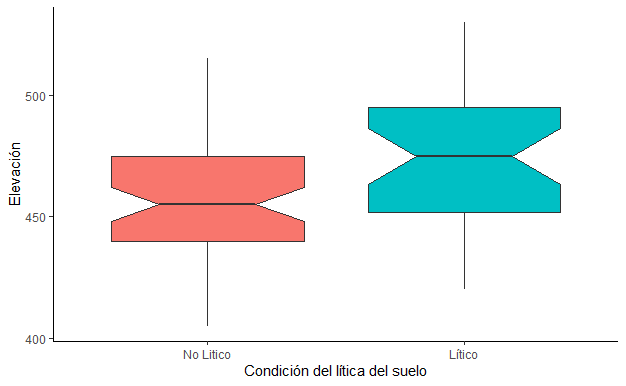 Elevación
500
450
400
No Litico
Lítico
Condición del lítica del suelo